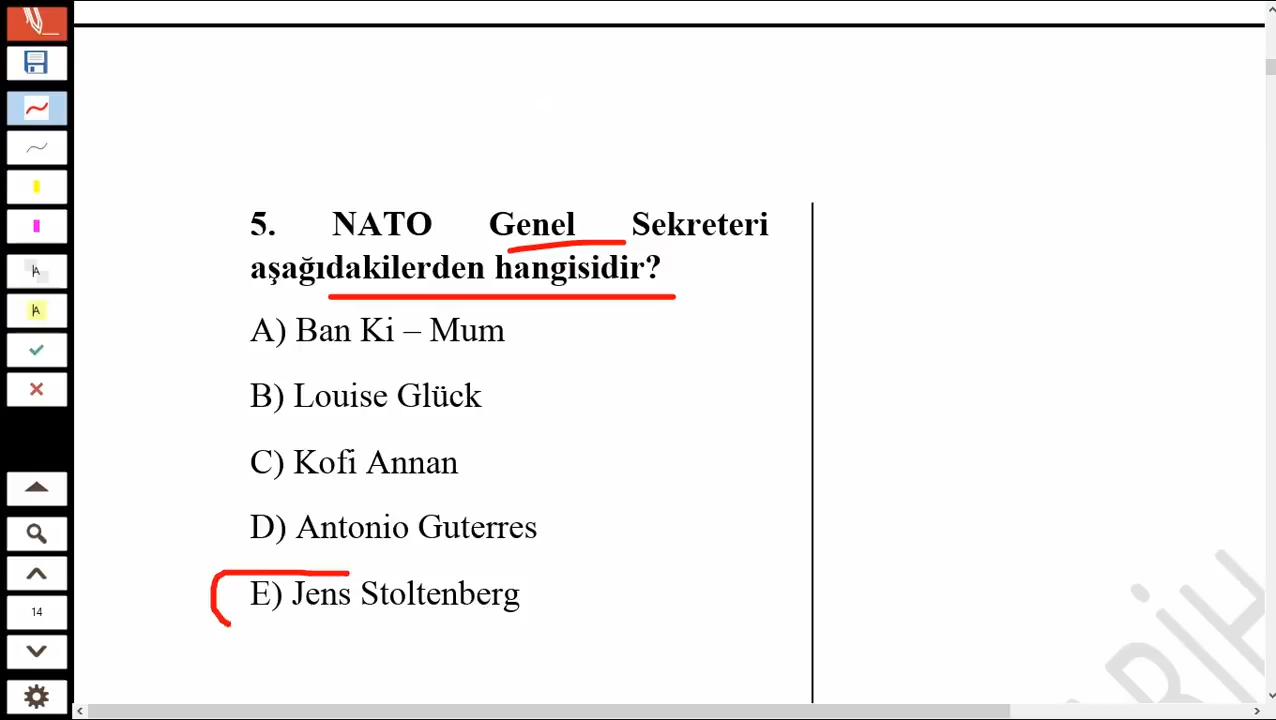 5. NATO Genel Sekreteri
aşağıdakilerden hangisidir?
A) Ban Ki – Mum
B) Louise Glück
C) Kofi Annan
D) Antonio Guterres
E) Jens Stoltenberg
14